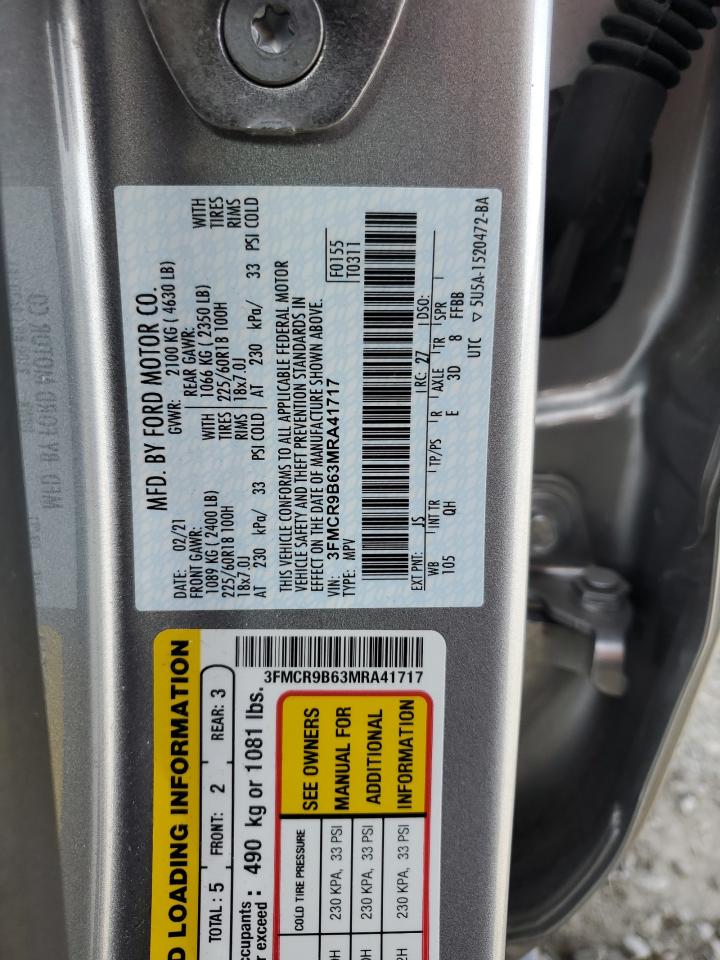 MFD. BY FORD MOTOR CO.
DATE: 02/21 GVWR: 2100 KG ( 4630 LB)
FRONT GAWR: REAR GAWR:
1089 KG ( 2400 LB) WITH 1066 KG ( 2350 LB) WITH
225/60R18 100H TIRES 225/60R18 100H TIRES
18x7.0J RIMS 18x7.0J RIMS
AT 230 kPa/ 33 PSI COLD AT 230 kPa/ 33 PSI COLD
THIS VEHICLE CONFORMS TO ALL APPLICABLE FEDERAL MOTOR
VEHICLE SAFETY AND THEFT PREVENTION STANDARDS IN
EFFECT ON THE DATE OF MANUFACTURE SHOWN ABOVE.
VIN: 3FMCR9B63MRA41717
TYPE: MPV
F0155
T0311
EXT PNT: JS RC: 27 DSO:
WB INT TR TP/PS R AXLE TR SPR
105 QH E 3D 8 FFBB
UTC ▽ 5U5A-1520472-BA
D LOADING INFORMATION
TOTAL : 5 FRONT: 2 REAR: 3
ccupants
r exceed : 490 kg or 1081 lbs.
3FMCR9B63MRA41717
COLD TIRE PRESSURE
230 KPA, 33 PSI
230 KPA, 33 PSI
230 KPA, 33 PSI
SEE OWNERS
MANUAL FOR
ADDITIONAL
INFORMATION